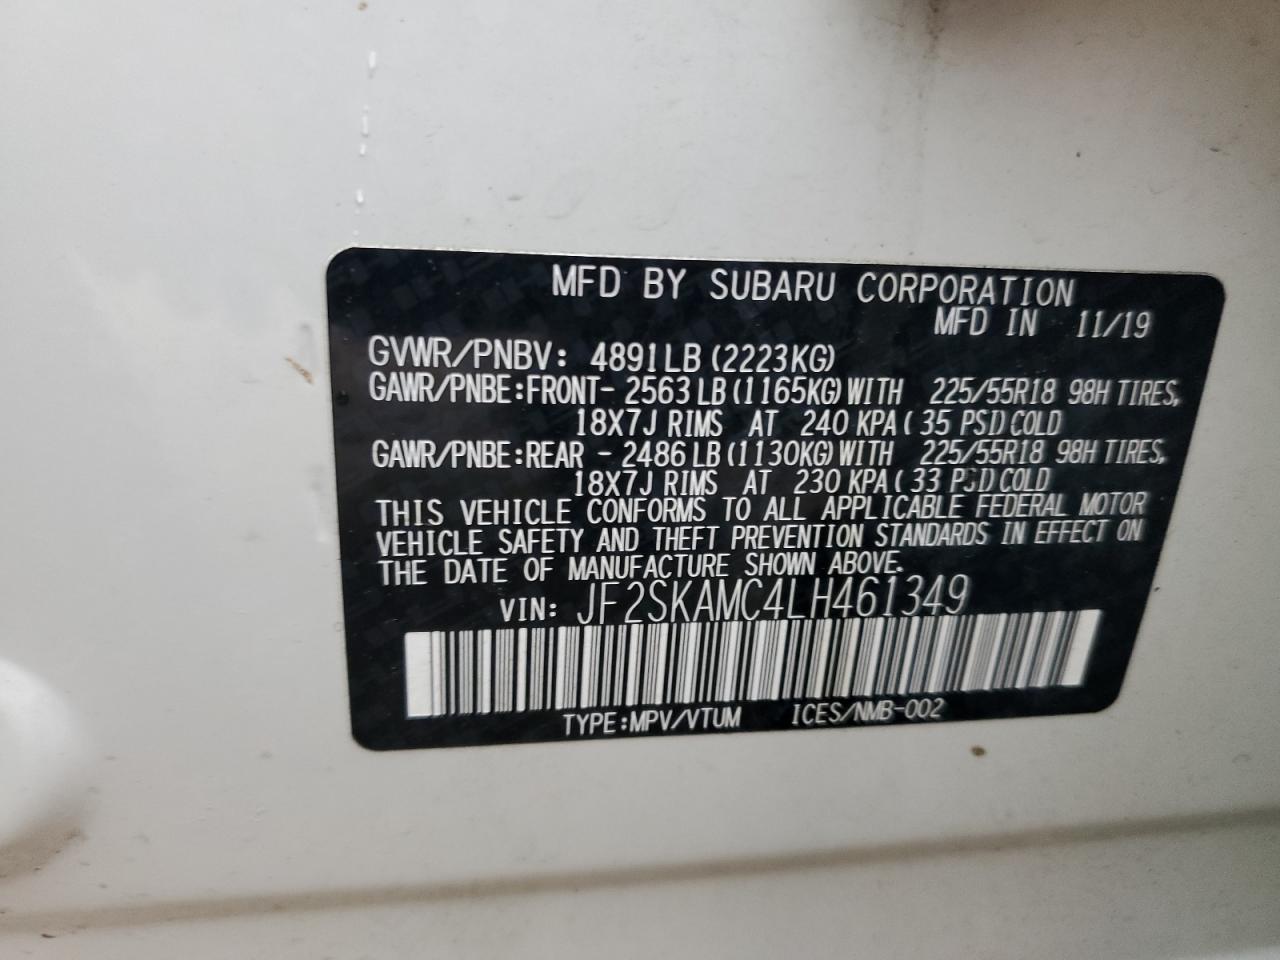 MFD BY SUBARU CORPORATION
MFD IN 11/19
GVWR/PNBV: 4891LB (2223KG)
GAWR/PNBE:FRONT- 2563 LB (1165KG) WITH 225/55R18 98H TIRES,
18X7J RIMS AT 240 KPA ( 35 PSI) COLD
GAWR/PNBE:REAR - 2486 LB (1130KG) WITH 225/55R18 98H TIRES,
18X7J RIMS AT 230 KPA ( 33 PSI) COLD
THIS VEHICLE CONFORMS TO ALL APPLICABLE FEDERAL MOTOR
VEHICLE SAFETY AND THEFT PREVENTION STANDARDS IN EFFECT ON
THE DATE OF MANUFACTURE SHOWN ABOVE.
VIN: JF2SKAMC4LH461349
TYPE:MPV/VTUM ICES/NMB-002